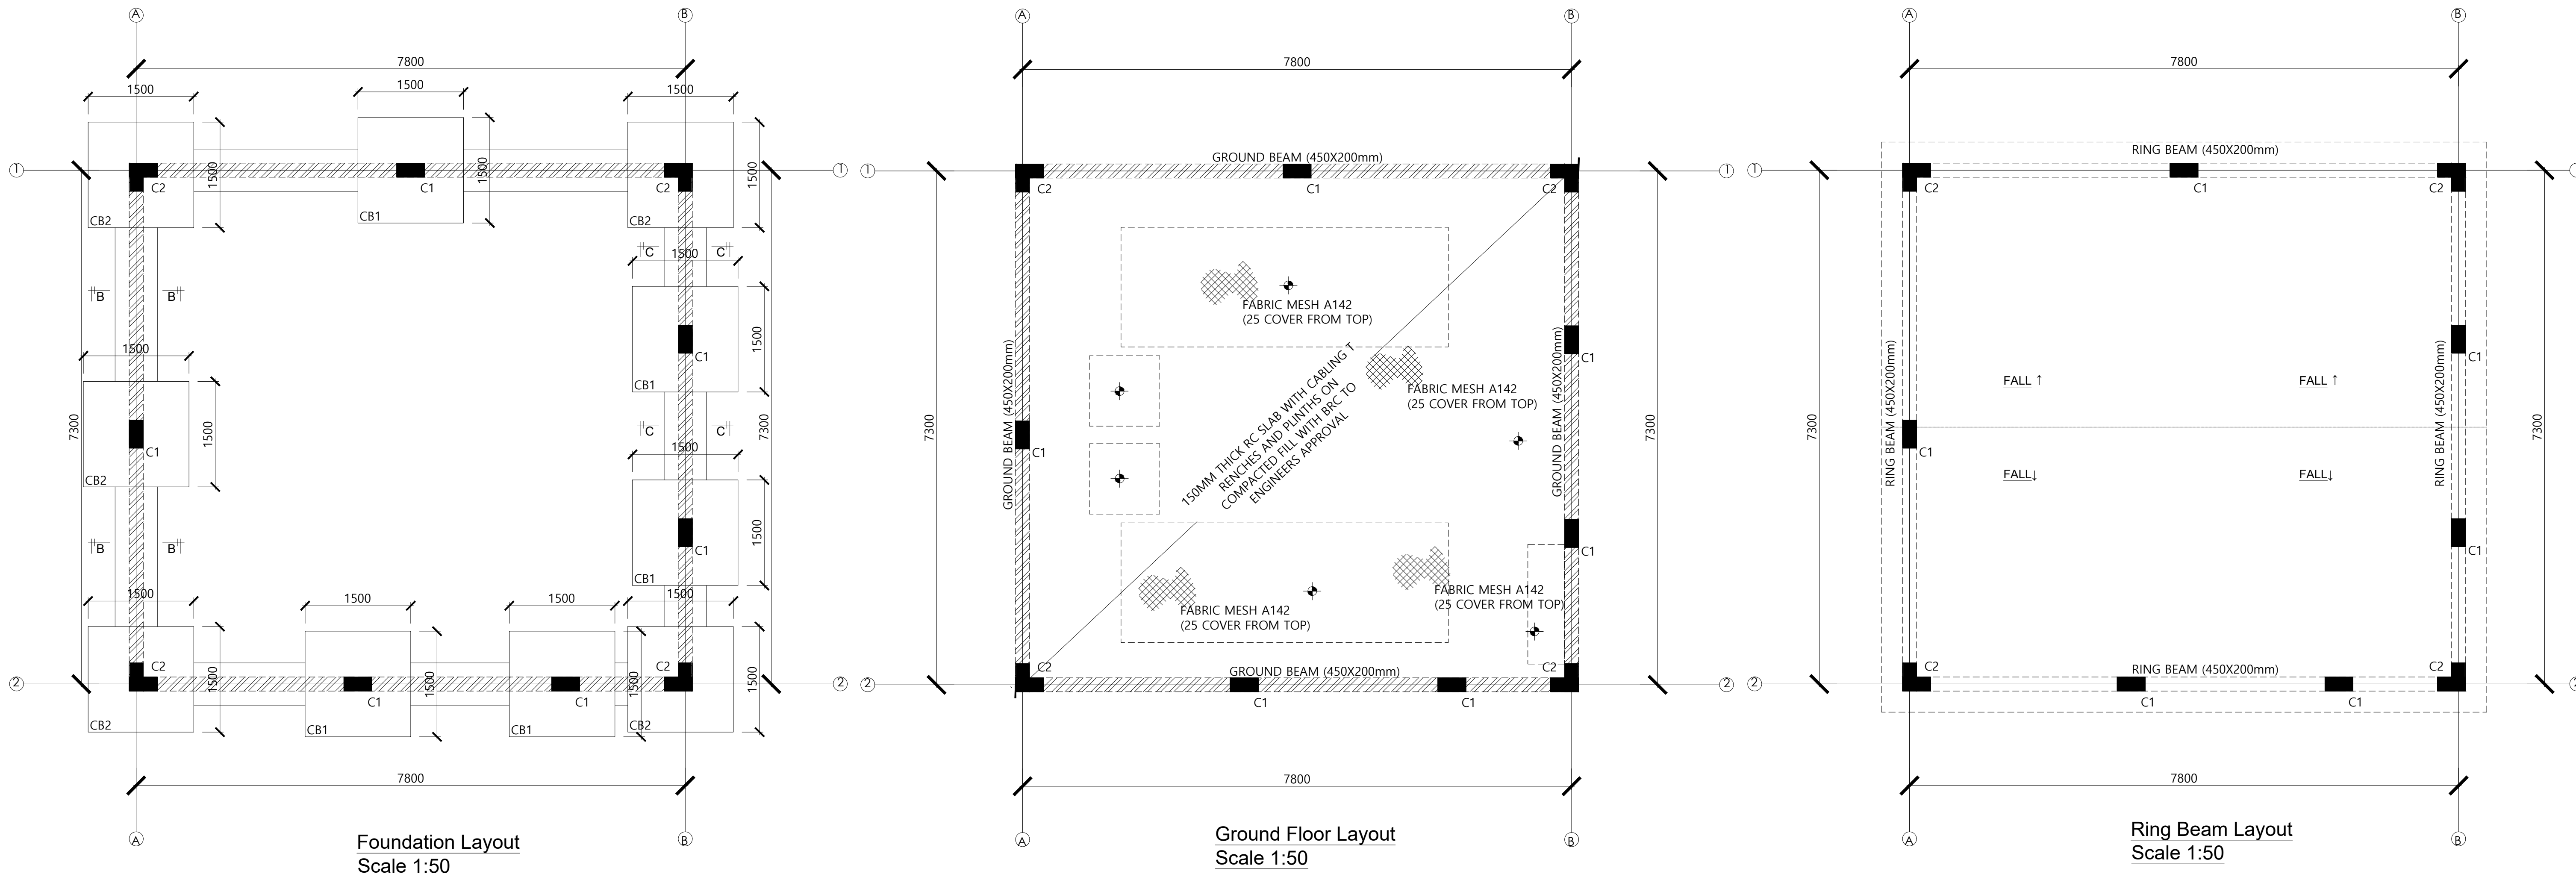 A
B
7800
1500
1500
1500
1
1
1500
1500
1500
C2
C1
C2
CB2
CB1
CB2
C
C
1500
B
B
1500
C1
CB1
1500
7300
1500
C1
CB2
C
C
7300
1500
1500
C1
CB1
B
B
1500
1500
1500
1500
C2
C2
2
2
1500
C1
1500
C1
1500
1500
CB2
CB1
CB1
CB2
7800
A
B
Foundation Layout
Scale 1:50
A
B
7800
GROUND BEAM (450X200mm)
1
1
C2
C1
C2
FABRIC MESH A142
(25 COVER FROM TOP)
GROUND BEAM (450X200mm)
GROUND BEAM (450X200mm)
C1
FABRIC MESH A142
(25 COVER FROM TOP)
150MM THICK RC SLAB WITH CABLING T
RENCHES AND PLINTHS ON
COMPACTED FILL WITH BRC TO
ENGINEERS APPROVAL
7300
7300
C1
C1
FABRIC MESH A142
(25 COVER FROM TOP)
FABRIC MESH A142
(25 COVER FROM TOP)
C2
GROUND BEAM (450X200mm)
C2
2
2
C1
C1
7800
A
B
Ground Floor Layout
Scale 1:50
A
B
7800
RING BEAM (450X200mm)
1
1
C2
C1
C2
C1
FALL ↑
FALL ↑
RING BEAM (450X200mm)
RING BEAM (450X200mm)
7300
7300
C1
FALL↓
FALL↓
C1
C2
RING BEAM (450X200mm)
C2
2
2
C1
C1
7800
A
B
Ring Beam Layout
Scale 1:50